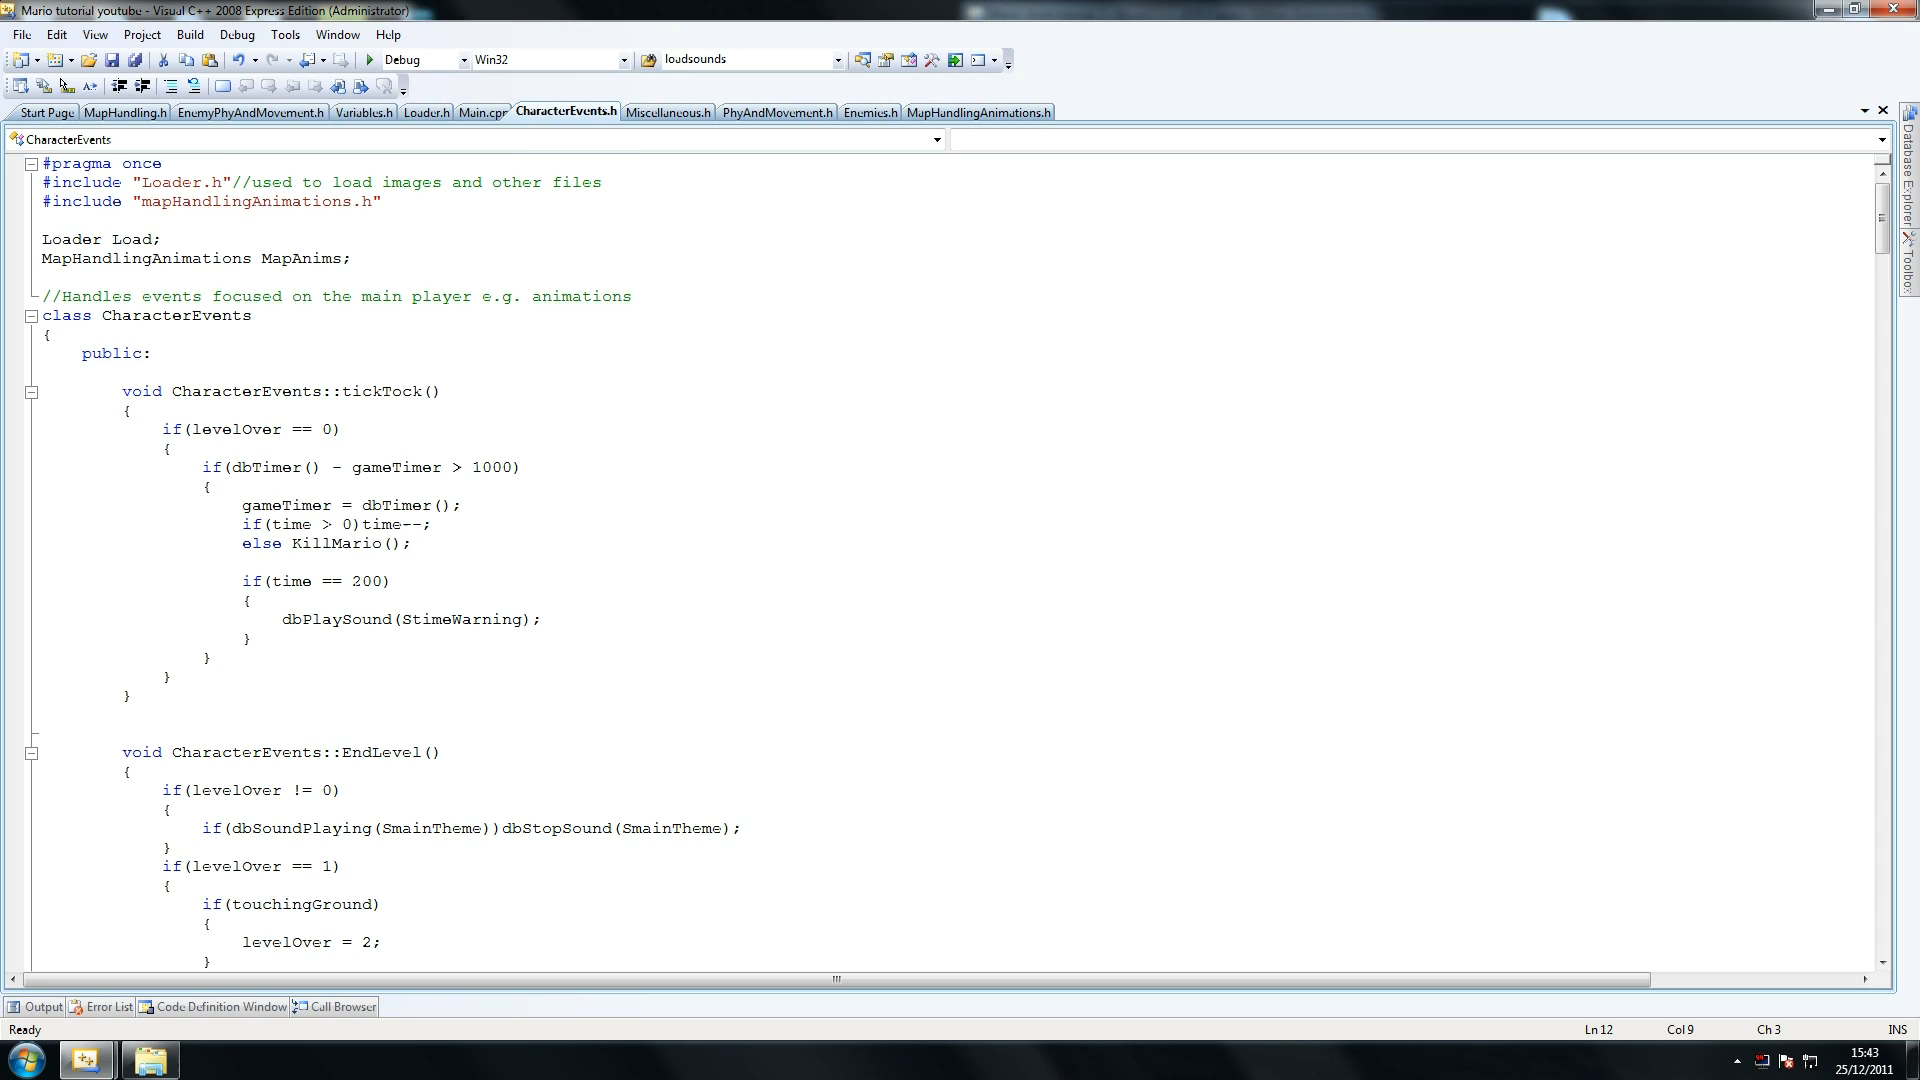 Mario tutorial youtube - Visual C++ 2008 Express Edition (Administrator)
File Edit View Project Build Debug Tools Window Help
Debug Win32 loadsounds
Start Page MapHandling.h EnemyPhyAndMovement.h Variables.h Loader.h Main.cpp CharacterEvents.h Miscellaneous.h PhyAndMovement.h Enemies.h MapHandlingAnimations.h
CharacterEvents
#pragma once
#include "Loader.h"//used to load images and other files
#include "mapHandlingAnimations.h"
Loader Load;
MapHandlingAnimations MapAnims;
//Handles events focused on the main player e.g. animations
class CharacterEvents
{
public:
void CharacterEvents::tickTock()
{
if(levelOver == 0)
{
if(dbTimer() - gameTimer > 1000)
{
gameTimer = dbTimer();
if(time > 0)time--;
else KillMario();
if(time == 200)
{
dbPlaySound(StimeWarning);
}
}
}
}
void CharacterEvents::EndLevel()
{
if(levelOver != 0)
{
if(dbSoundPlaying(SmainTheme))dbStopSound(SmainTheme);
}
if(levelOver == 1)
{
if(touchingGround)
{
levelOver = 2;
}
Database Explorer
Toolbox
Output Error List Code Definition Window Call Browser
Ready Ln 12 Col 9 Ch 3 INS
15:43
25/12/2011